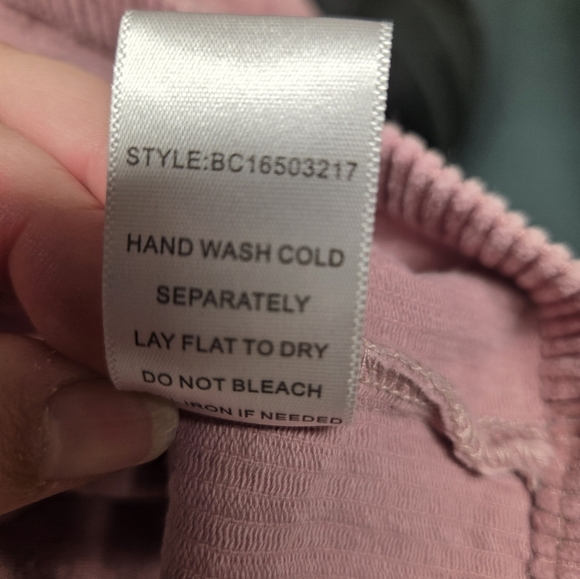 STYLE:BC16503217
HAND WASH COLD
SEPARATELY
LAY FLAT TO DRY
DO NOT BLEACH
IRON IF NEEDED